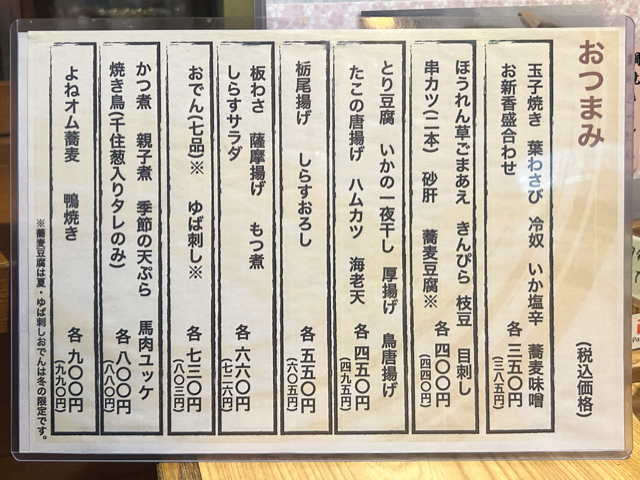 おつまみ
(税込価格)
玉子焼き 葉わさび 冷奴 いか塩辛 蕎麦味噌
お新香盛合わせ
各 三五〇円
(三八五円)
ほうれん草ごまあえ きんぴら 枝豆 目刺し
串カツ(二本) 砂肝 蕎麦豆腐※
各 四〇〇円
(四四〇円)
とり豆腐 いかの一夜干し 厚揚げ 鳥唐揚げ
たこの唐揚げ ハムカツ 海老天
各 四五〇円
(四九五円)
栃尾揚げ しらすおろし
各 五五〇円
(六〇五円)
板わさ 薩摩揚げ もつ煮
しらすサラダ
各 六六〇円
(七二六円)
おでん(七品)※ ゆば刺し※
各 七三〇円
(八〇三円)
かつ煮 親子煮 季節の天ぷら 馬肉ユッケ
焼き鳥(千住葱入りタレのみ)
各 八〇〇円
(八八〇円)
よねオム蕎麦 鴨焼き
各 九〇〇円
(九九〇円)
※蕎麦豆腐は夏・ゆば刺しおでんは冬の限定です。